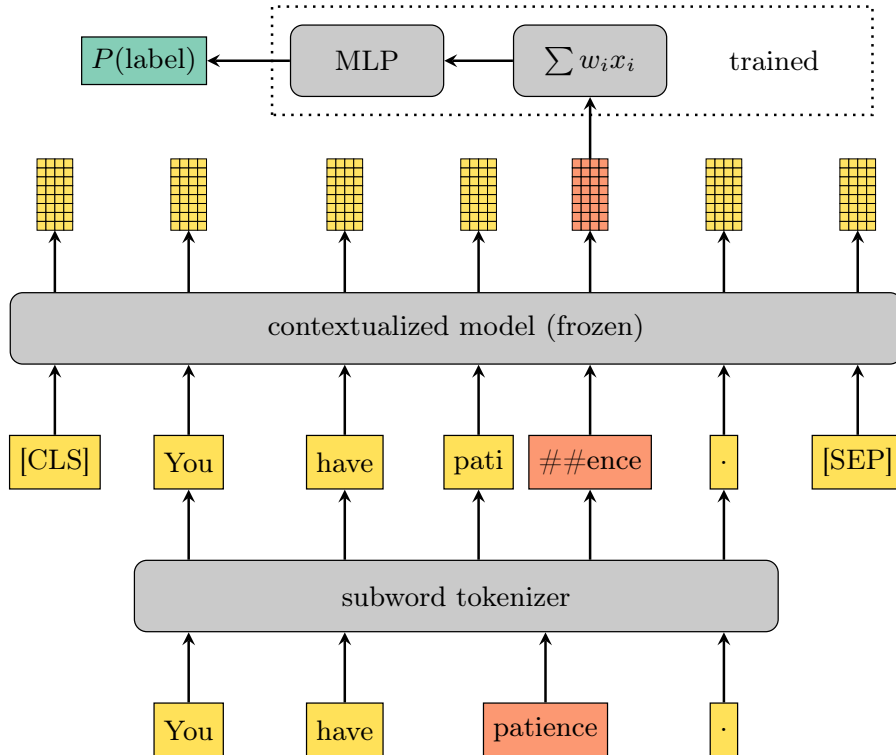 P(label) MLP ∑ w_i x_i trained
contextualized model (frozen)
[CLS] You have pati ##ence . [SEP]
subword tokenizer
You have patience .